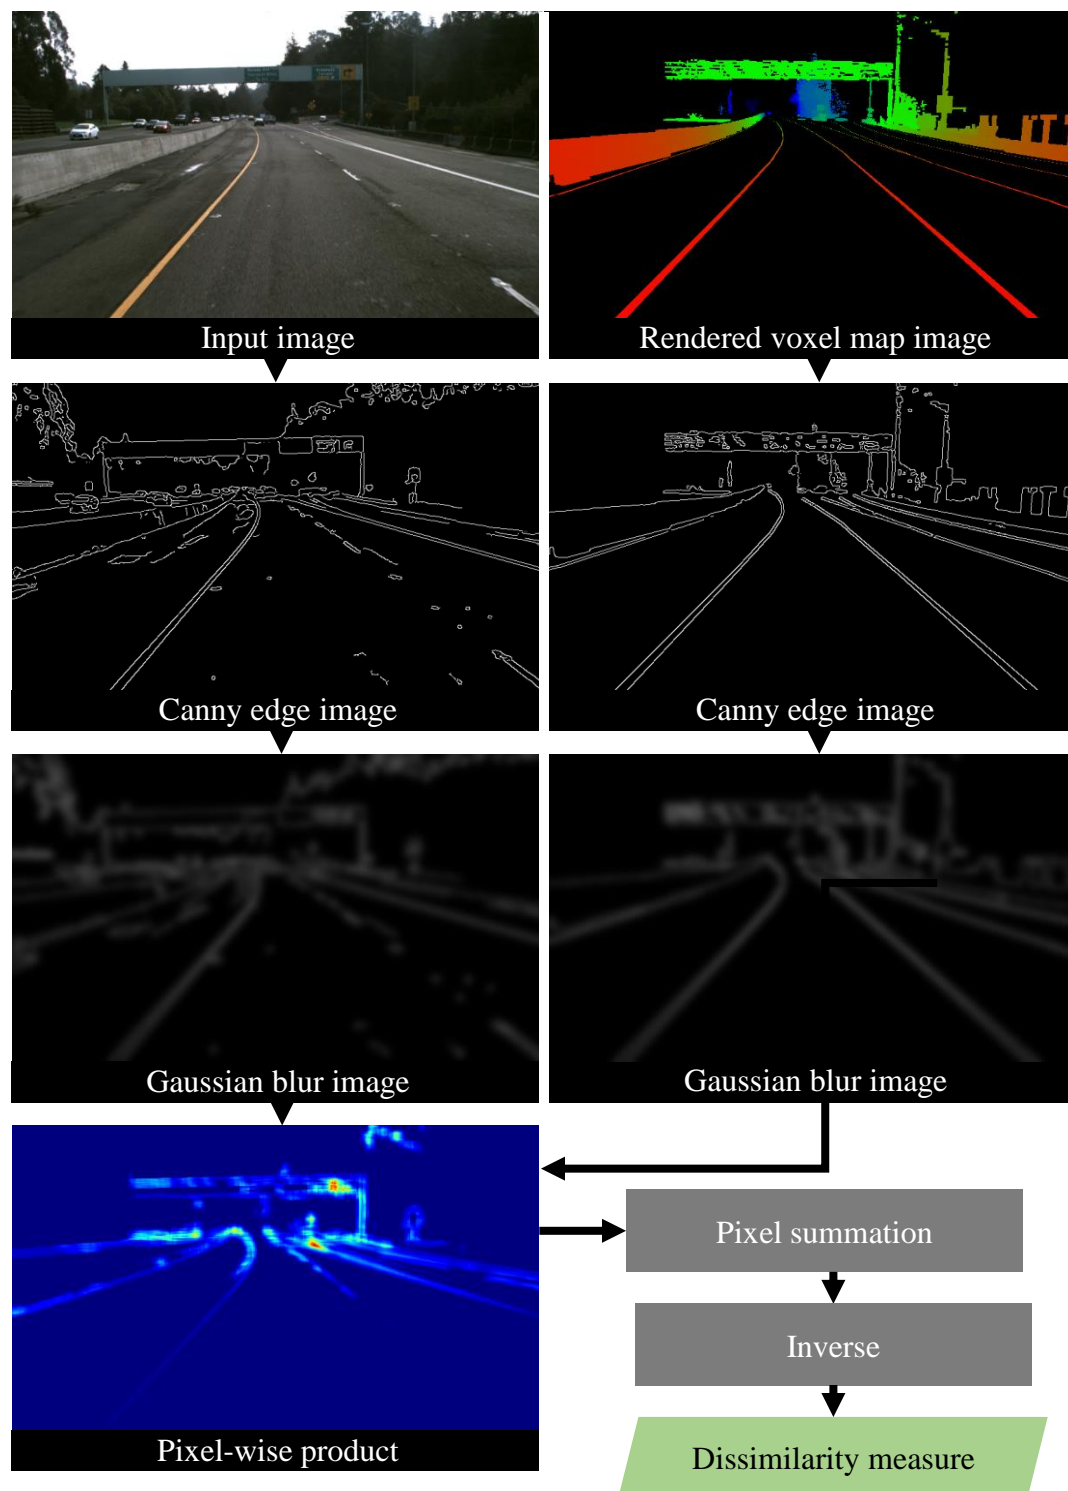 Input image
Rendered voxel map image
Canny edge image
Canny edge image
Gaussian blur image
Gaussian blur image
Pixel-wise product
Pixel summation
Inverse
Dissimilarity measure